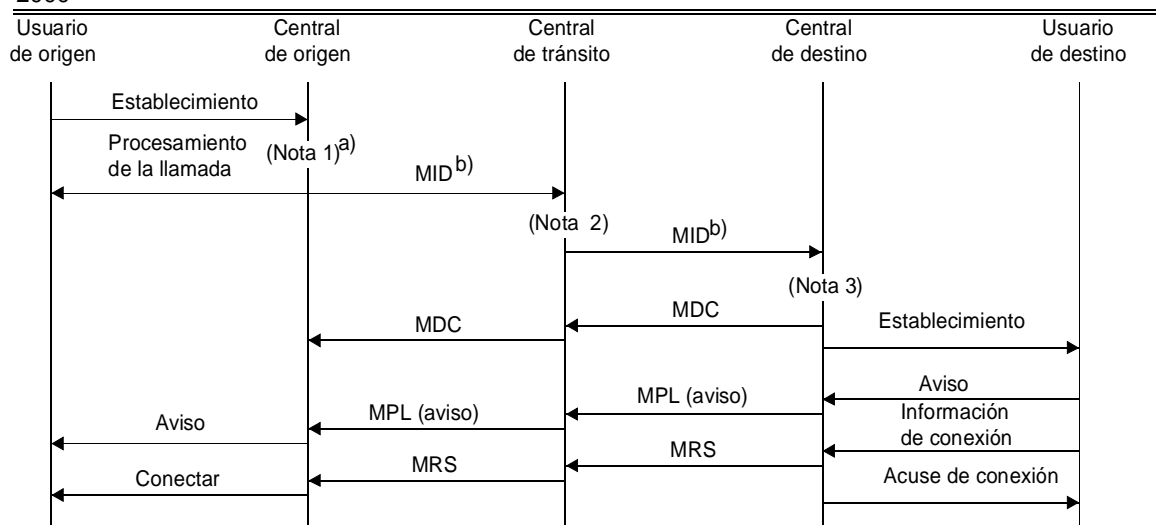 Usuario
de origen
Central
de origen
Central
de tránsito
Central
de destino
Usuario
de destino
Establecimiento
Procesamiento
de la llamada
(Nota 1)a)
MID b)
(Nota 2)
MIDb)
(Nota 3)
MDC
MDC
Establecimiento
Aviso
MPL (aviso)
MPL (aviso)
Aviso
Información
de conexión
MRS
MRS
Conectar
Acuse de conexión